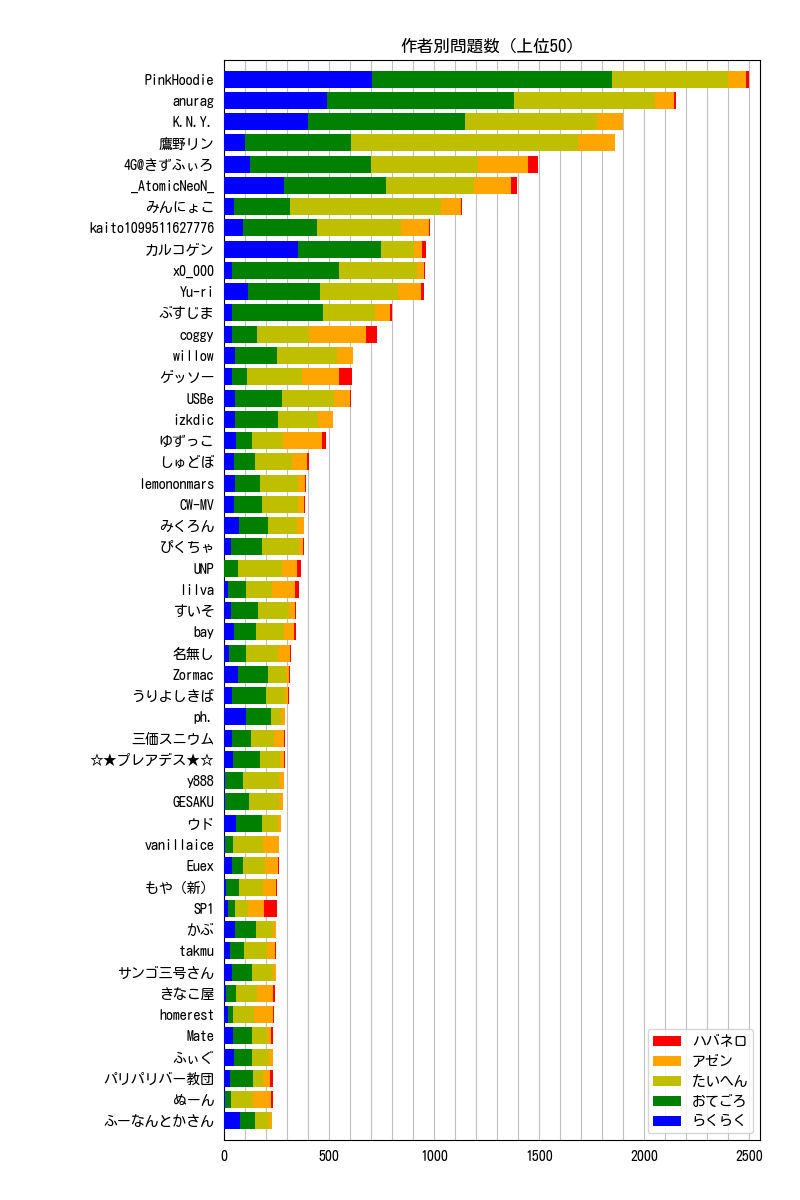 作者別問題数 (上位50)
PinkHoodie
anurag
K.N.Y.
鷹野リン
4G@きずふぃろ
_AtomicNeoN_
みんにょこ
kaito1099511627776
カルコゲン
x0_000
Yu-ri
ぶすじま
coggy
willow
ゲッソー
USBe
izkdic
ゆずっこ
しゅどぼ
lemononmars
CW-MV
みくろん
ぴくちゃ
UNP
lilva
すいそ
bay
名無し
Zormac
うりよしきば
ph.
三価スニウム
☆★プレアデス★☆
y888
GESAKU
ウド
vanillaice
Euex
もや (新)
SP1
かぶ
takmu
サンゴ三号さん
きなこ屋
homerest
Mate
ふぃぐ
パリパリバー教団
ぬーん
ふーなんとかさん
0 500 1000 1500 2000 2500
ハバネロ
アゼン
たいへん
おてごろ
らくらく